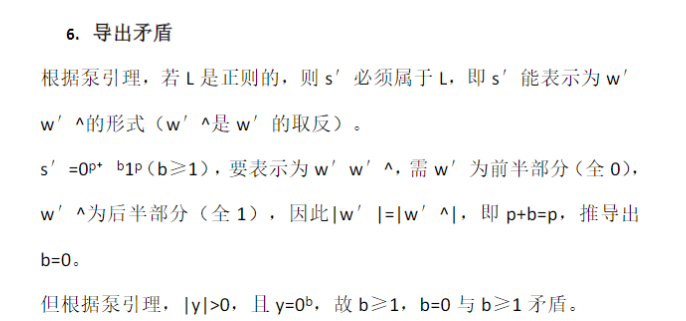 6. 导出矛盾
根据泵引理，若 L 是正则的，则 s′ 必须属于 L，即 s′ 能表示为 w′
w′ ^的形式（w′ ^是 w′ 的取反）。
s′ =0ᵖ⁺ ᵇ1ᵖ（b≥1），要表示为 w′ w′ ^，需 w′ 为前半部分（全 0），
w′ ^为后半部分（全 1），因此|w′ |=|w′ ^|，即 p+b=p，推导出
b=0。
但根据泵引理，|y|>0，且 y=0ᵇ，故 b≥1，b=0 与 b≥1 矛盾。